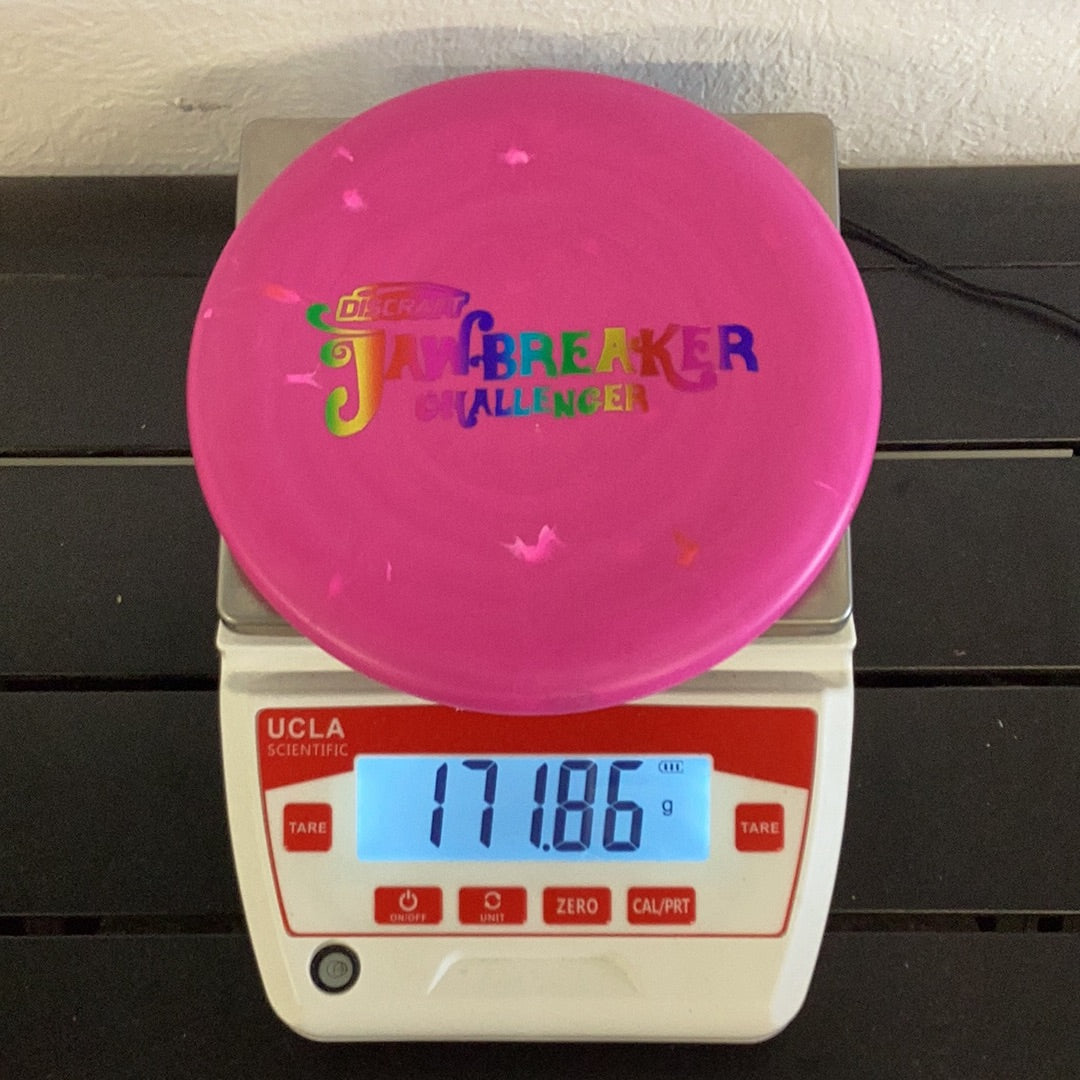 DISCRAFT
JAWBREAKER
CHALLENGER
UCLA
SCIENTIFIC
171.86 g
TARE
TARE
ON/OFF
UNIT
ZERO
CAL/PRT